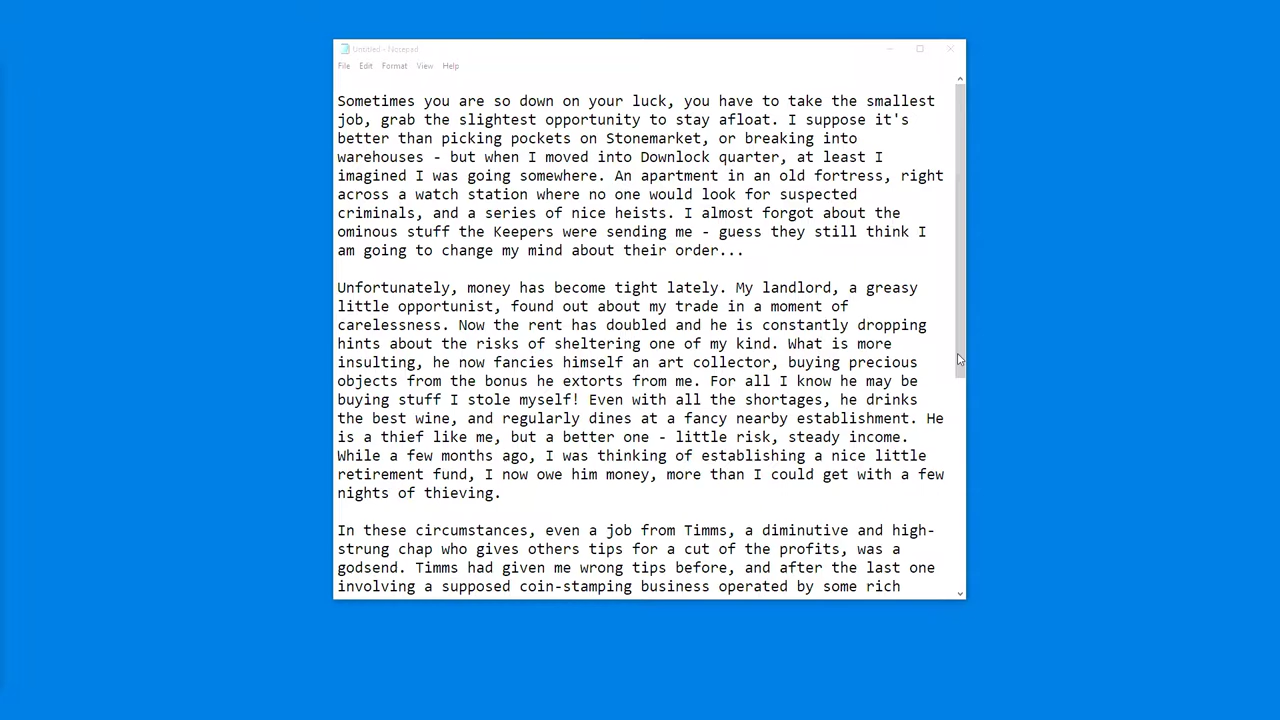 Untitled - Notepad
File Edit Format View Help
Sometimes you are so down on your luck, you have to take the smallest
job, grab the slightest opportunity to stay afloat. I suppose it's
better than picking pockets on Stonemarket, or breaking into
warehouses - but when I moved into Downlock quarter, at least I
imagined I was going somewhere. An apartment in an old fortress, right
across a watch station where no one would look for suspected
criminals, and a series of nice heists. I almost forgot about the
ominous stuff the Keepers were sending me - guess they still think I
am going to change my mind about their order...
Unfortunately, money has become tight lately. My landlord, a greasy
little opportunist, found out about my trade in a moment of
carelessness. Now the rent has doubled and he is constantly dropping
hints about the risks of sheltering one of my kind. What is more
insulting, he now fancies himself an art collector, buying precious
objects from the bonus he extorts from me. For all I know he may be
buying stuff I stole myself! Even with all the shortages, he drinks
the best wine, and regularly dines at a fancy nearby establishment. He
is a thief like me, but a better one - little risk, steady income.
While a few months ago, I was thinking of establishing a nice little
retirement fund, I now owe him money, more than I could get with a few
nights of thieving.
In these circumstances, even a job from Timms, a diminutive and high-
strung chap who gives others tips for a cut of the profits, was a
godsend. Timms had given me wrong tips before, and after the last one
involving a supposed coin-stamping business operated by some rich